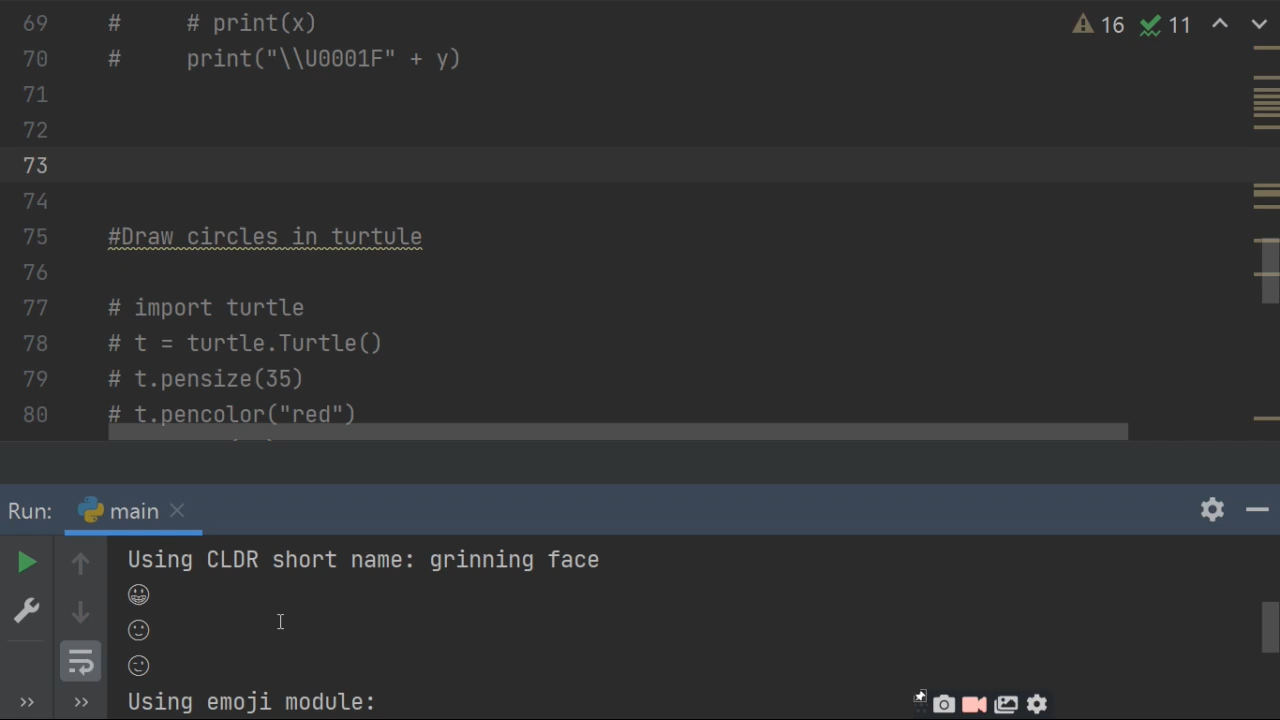 69 #     # print(x)
16 11
70 #     print("\\U0001F" + y)
71
72
73
74
75 #Draw circles in turtule
76
77 # import turtle
78 # t = turtle.Turtle()
79 # t.pensize(35)
80 # t.pencolor("red")
Run: main
Using CLDR short name: grinning face
😀
🙂
😉
Using emoji module: